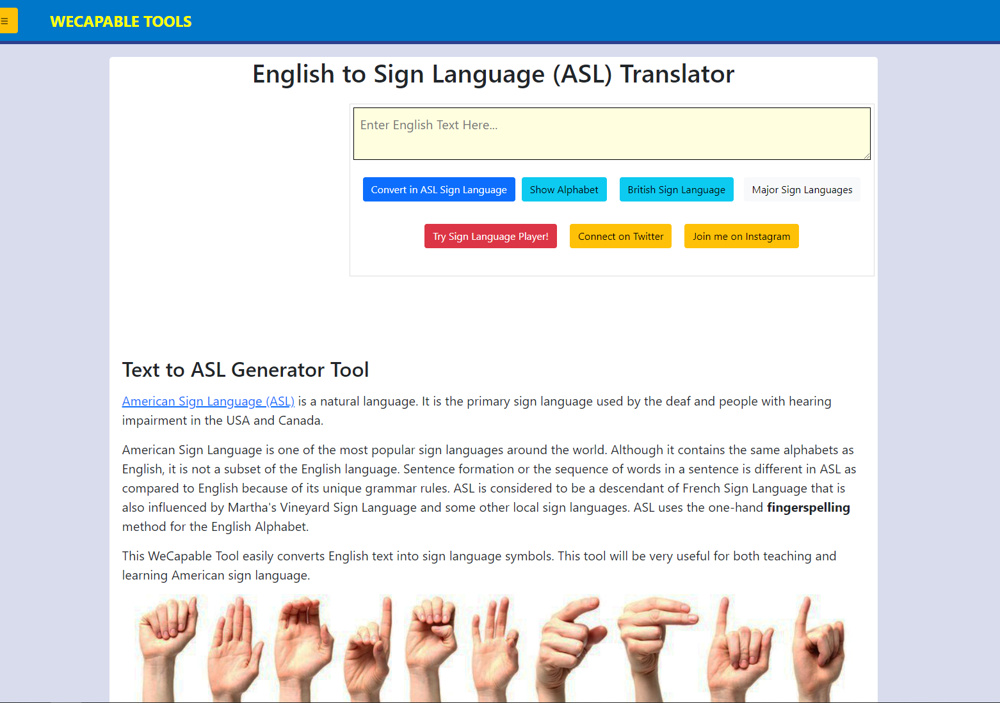 WECAPABLE TOOLS
English to Sign Language (ASL) Translator
Enter English Text Here...
Convert in ASL Sign Language Show Alphabet British Sign Language Major Sign Languages
Try Sign Language Player! Connect on Twitter Join me on Instagram
Text to ASL Generator Tool
American Sign Language (ASL) is a natural language. It is the primary sign language used by the deaf and people with hearing
impairment in the USA and Canada.
American Sign Language is one of the most popular sign languages around the world. Although it contains the same alphabets as
English, it is not a subset of the English language. Sentence formation or the sequence of words in a sentence is different in ASL as
compared to English because of its unique grammar rules. ASL is considered to be a descendant of French Sign Language that is
also influenced by Martha's Vineyard Sign Language and some other local sign languages. ASL uses the one-hand fingerspelling
method for the English Alphabet.
This WeCapable Tool easily converts English text into sign language symbols. This tool will be very useful for both teaching and
learning American sign language.